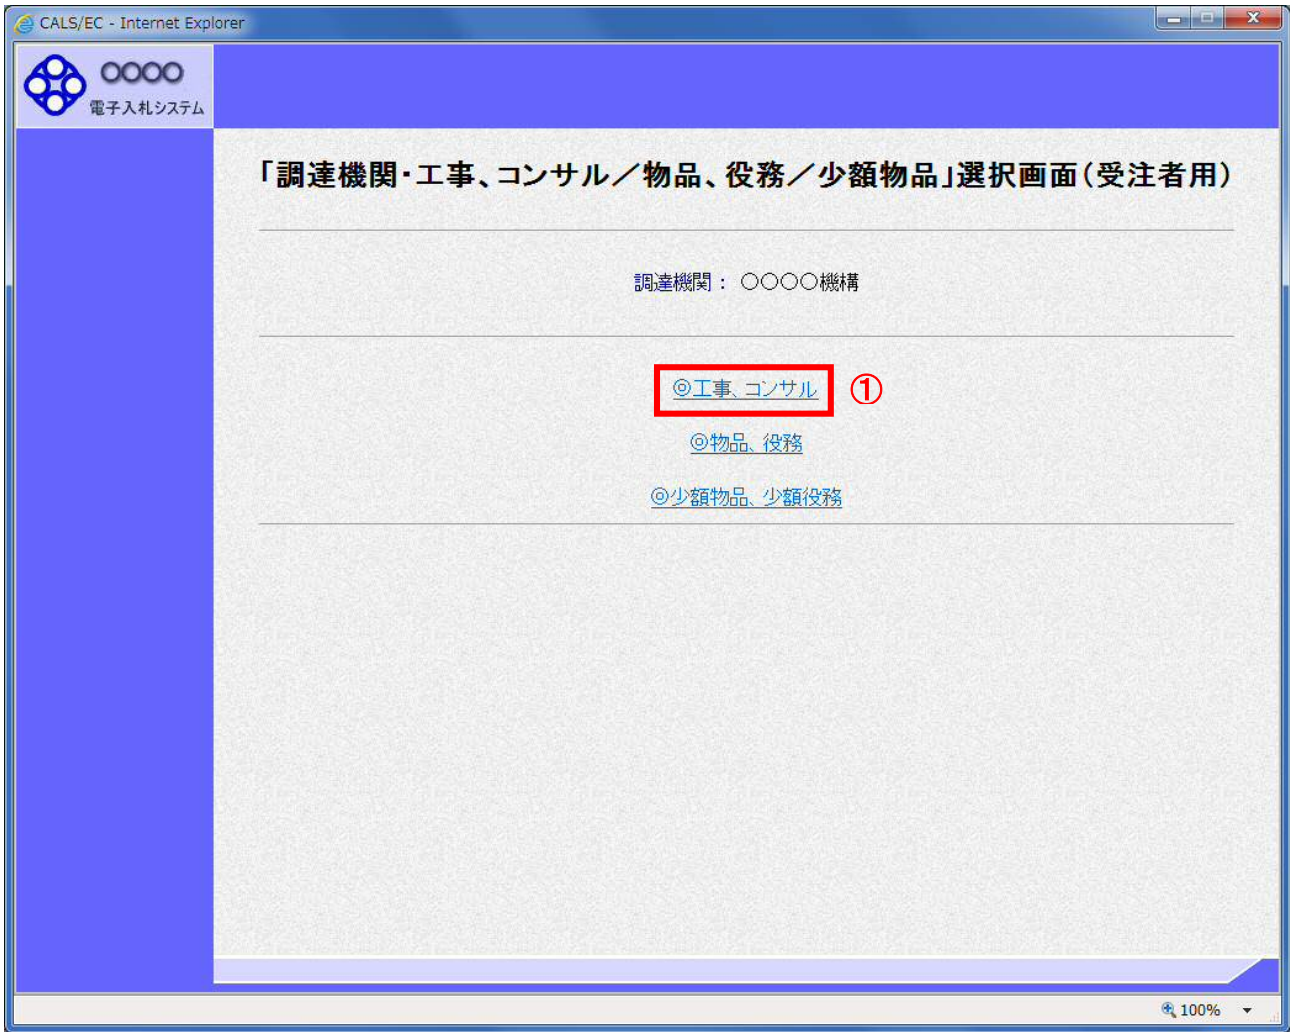 CALS/EC - Internet Explorer
○○○○
電子入札システム
「調達機関・工事、コンサル／物品、役務／少額物品」選択画面（受注者用）
調達機関： ○○○○機構
◎工事、コンサル ①
◎物品、役務
◎少額物品、少額役務
100%